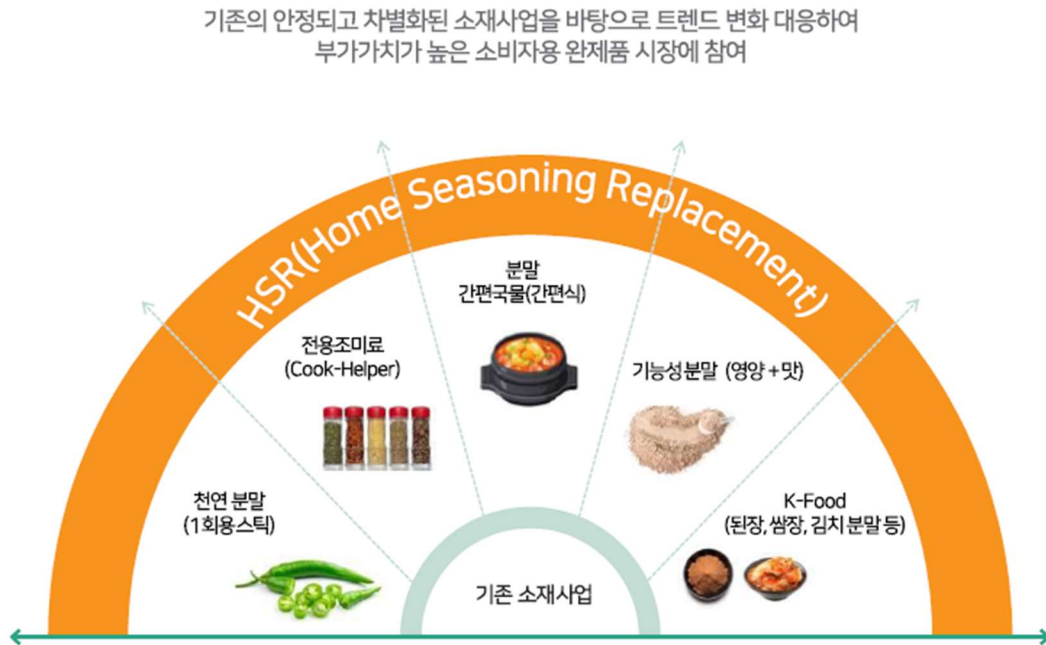 기존의 안정되고 차별화된 소재사업을 바탕으로 트렌드 변화 대응하여
부가가치가 높은 소비자용 완제품 시장에 참여
HSR(Home Seasoning Replacement)
분말
간편국물(간편식)
전용조미료
(Cook-Helper)
기능성분말 (영양+맛)
천연 분말
(1회용스틱)
K-Food
(된장, 쌈장, 김치 분말 등)
기존 소재사업